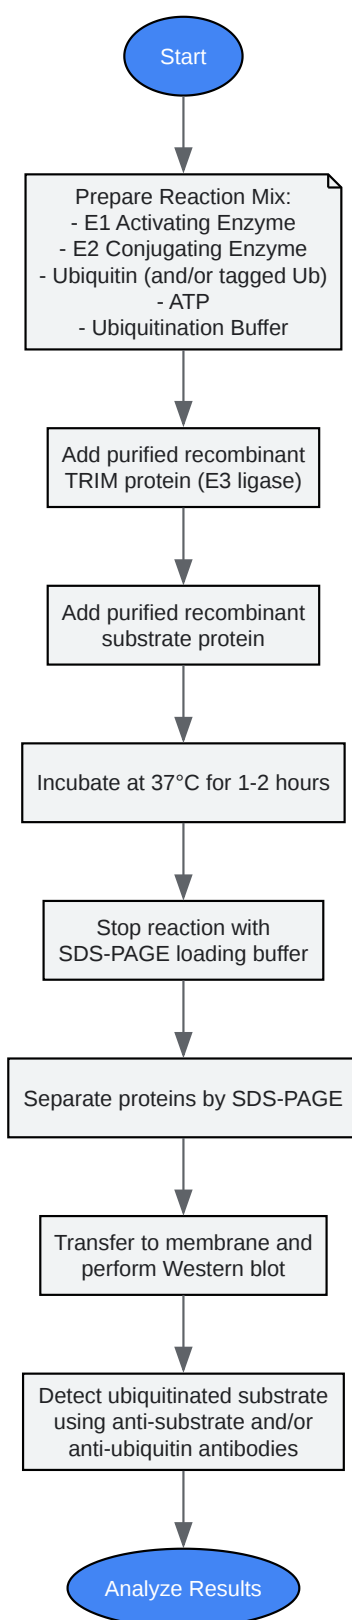 Start
Prepare Reaction Mix:
- E1 Activating Enzyme
- E2 Conjugating Enzyme
- Ubiquitin (and/or tagged Ub)
- ATP
- Ubiquitination Buffer
Add purified recombinant
TRIM protein (E3 ligase)
Add purified recombinant
substrate protein
Incubate at 37°C for 1-2 hours
Stop reaction with
SDS-PAGE loading buffer
Separate proteins by SDS-PAGE
Transfer to membrane and
perform Western blot
Detect ubiquitinated substrate
using anti-substrate and/or
anti-ubiquitin antibodies
Analyze Results